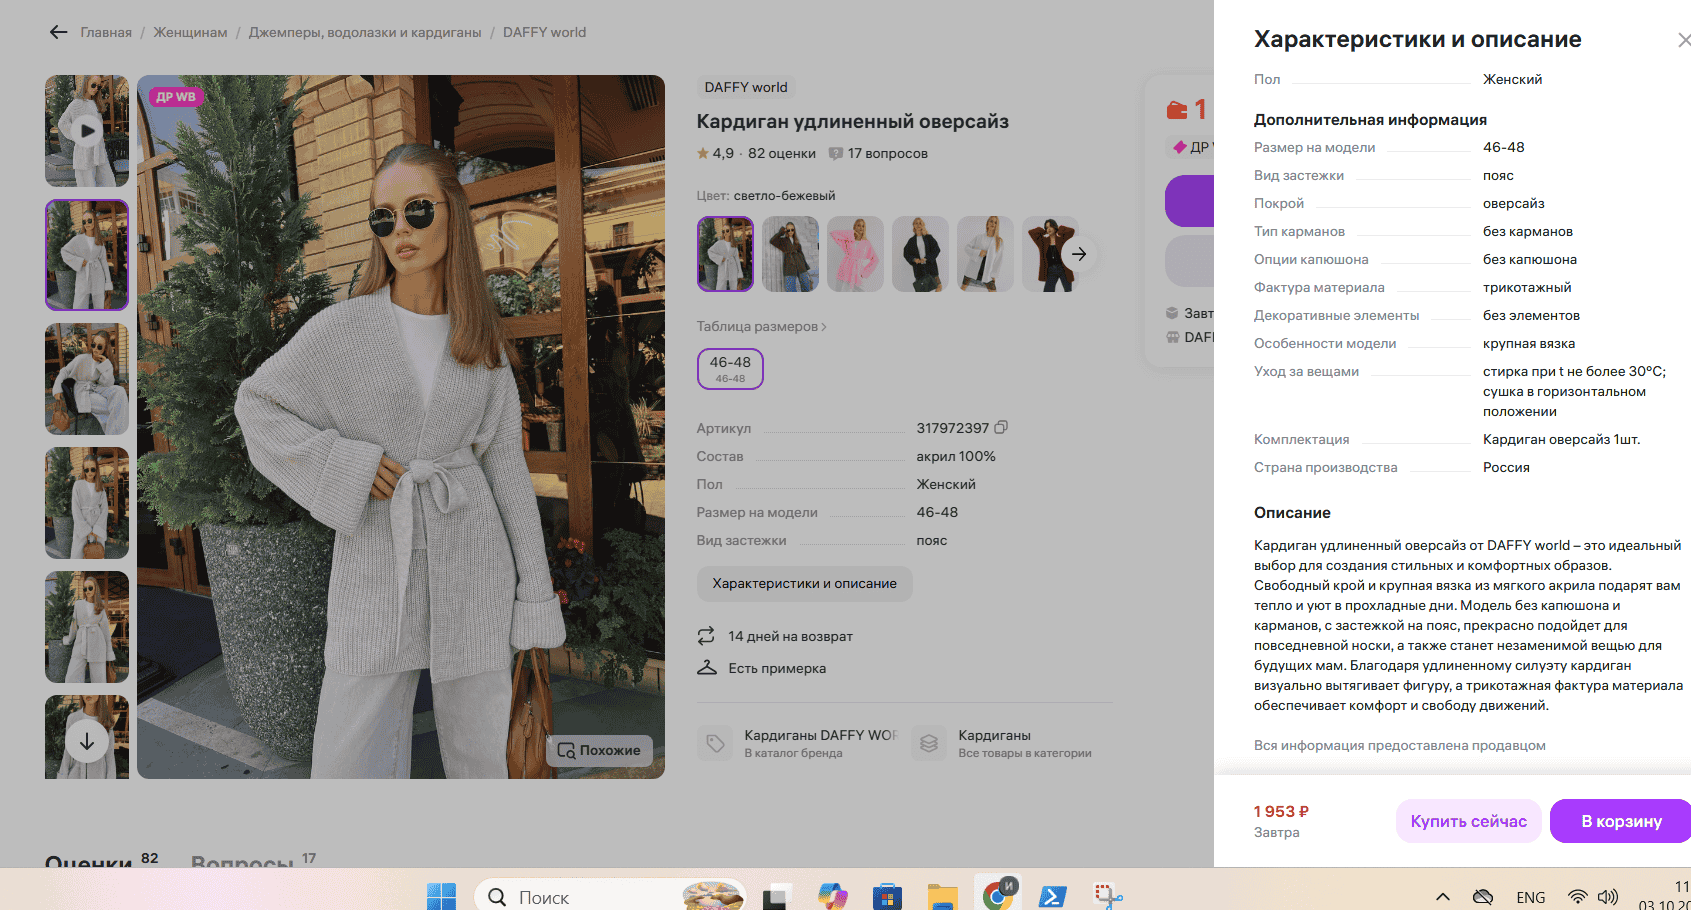 Главная / Женщинам / Джемперы, водолазки и кардиганы / DAFFY world
ДР WB
Похожие
DAFFY world
Кардиган удлиненный оверсайз
4,9 · 82 оценки 17 вопросов
Цвет: светло-бежевый
Таблица размеров
46-48
46-48
Артикул 317972397
Состав акрил 100%
Пол Женский
Размер на модели 46-48
Вид застежки пояс
Характеристики и описание
14 дней на возврат
Есть примерка
Кардиганы DAFFY WOR
В каталог бренда
Кардиганы
Все товары в категории
1
ДР
Завт
DAFF
Оценки 82 Вопросы 17
Характеристики и описание
Пол Женский
Дополнительная информация
Размер на модели 46-48
Вид застежки пояс
Покрой оверсайз
Тип карманов без карманов
Опции капюшона без капюшона
Фактура материала трикотажный
Декоративные элементы без элементов
Особенности модели крупная вязка
Уход за вещами стирка при t не более 30°C;
сушка в горизонтальном
положении
Комплектация Кардиган оверсайз 1шт.
Страна производства Россия
Описание
Кардиган удлиненный оверсайз от DAFFY world – это идеальный
выбор для создания стильных и комфортных образов.
Свободный крой и крупная вязка из мягкого акрила подарят вам
тепло и уют в прохладные дни. Модель без капюшона и
карманов, с застежкой на пояс, прекрасно подойдет для
повседневной носки, а также станет незаменимой вещью для
будущих мам. Благодаря удлиненному силуэту кардиган
визуально вытягивает фигуру, а трикотажная фактура материала
обеспечивает комфорт и свободу движений.
Вся информация предоставлена продавцом
1 953 ₽
Завтра
Купить сейчас
В корзину
Поиск
И
ENG
11
03.10.20